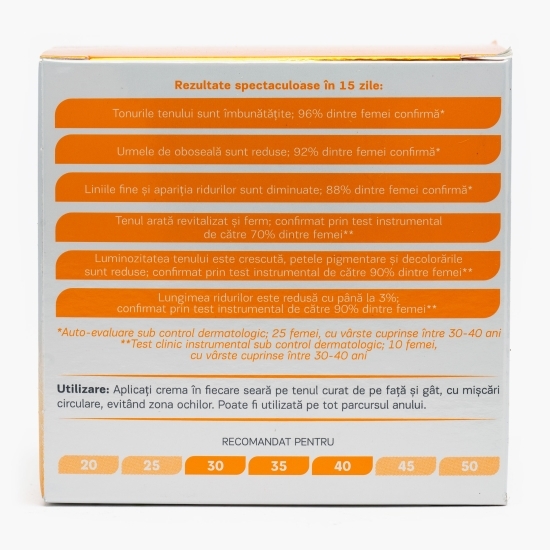 Rezultate spectaculoase în 15 zile:
Tonurile tenului sunt îmbunătățite; 96% dintre femei confirmă*
Urmele de oboseală sunt reduse; 92% dintre femei confirmă*
Liniile fine și apariția ridurilor sunt diminuate; 88% dintre femei confirmă*
Tenul arată revitalizat și ferm; confirmat prin test instrumental
de către 70% dintre femei**
Luminozitatea tenului este crescută, petele pigmentare și decolorările
sunt reduse; confirmat prin test instrumental de către 90% dintre femei**
Lungimea ridurilor este redusă cu până la 3%;
confirmat prin test instrumental de către 90% dintre femei**
*Auto-evaluare sub control dermatologic; 25 femei, cu vârste cuprinse între 30-40 ani
**Test clinic instrumental sub control dermatologic; 10 femei,
cu vârste cuprinse între 30-40 ani
Utilizare: Aplicați crema în fiecare seară pe tenul curat de pe față și gât, cu mișcări
circulare, evitând zona ochilor. Poate fi utilizată pe tot parcursul anului.
RECOMANDAT PENTRU
20 25 30 35 40 45 50